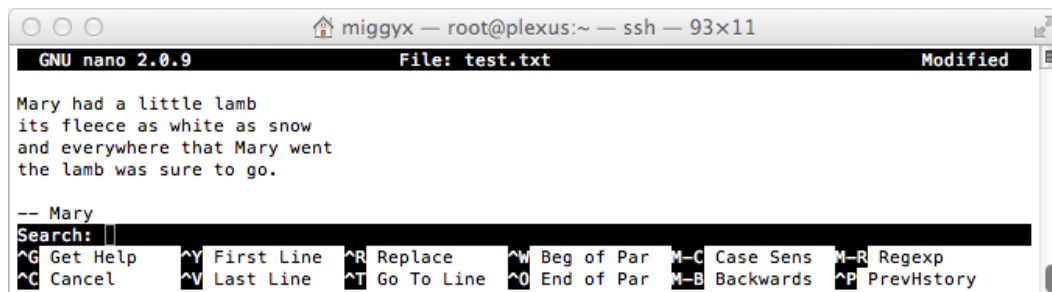 miggyx — root@plexus:~ — ssh — 93×11
GNU nano 2.0.9 File: test.txt Modified
Mary had a little lamb
its fleece as white as snow
and everywhere that Mary went
the lamb was sure to go.
-- Mary
Search:
^G Get Help ^Y First Line ^R Replace ^W Beg of Par M-C Case Sens M-R Regexp
^C Cancel ^V Last Line ^T Go To Line ^O End of Par M-B Backwards ^P PrevHstory